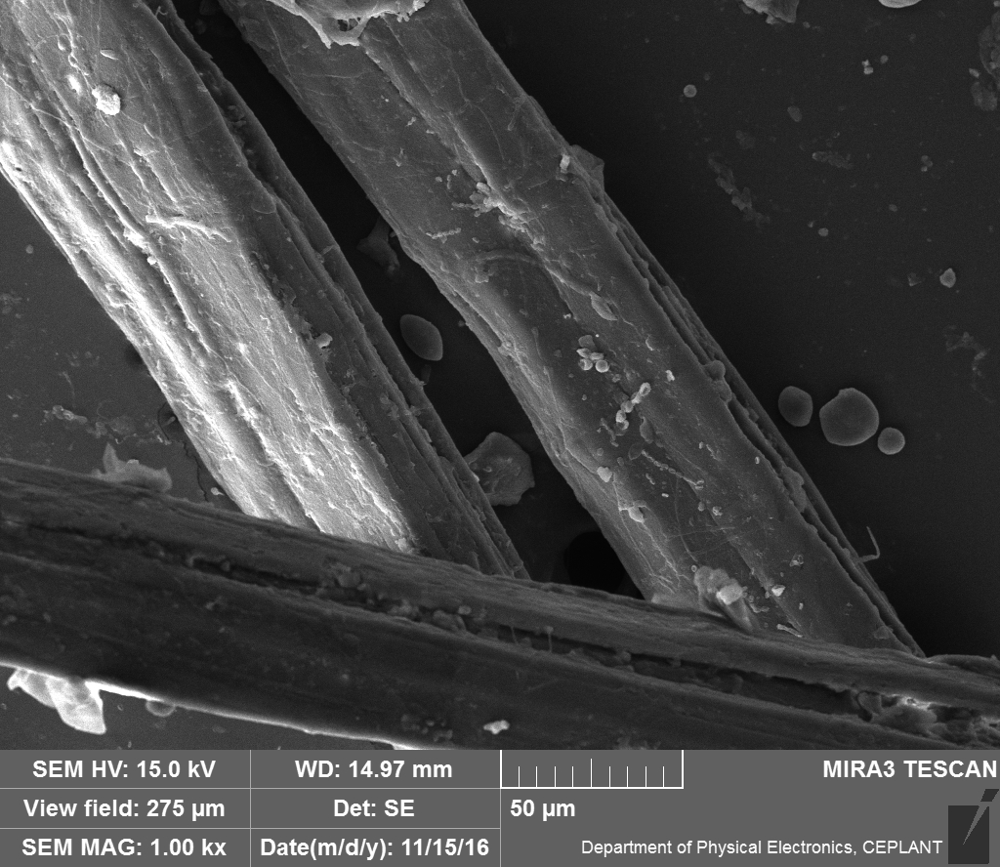 SEM HV: 15.0 kV
WD: 14.97 mm
MIRA3 TESCAN
View field: 275 µm
Det: SE
50 µm
SEM MAG: 1.00 kx
Date(m/d/y): 11/15/16
Department of Physical Electronics, CEPLANT